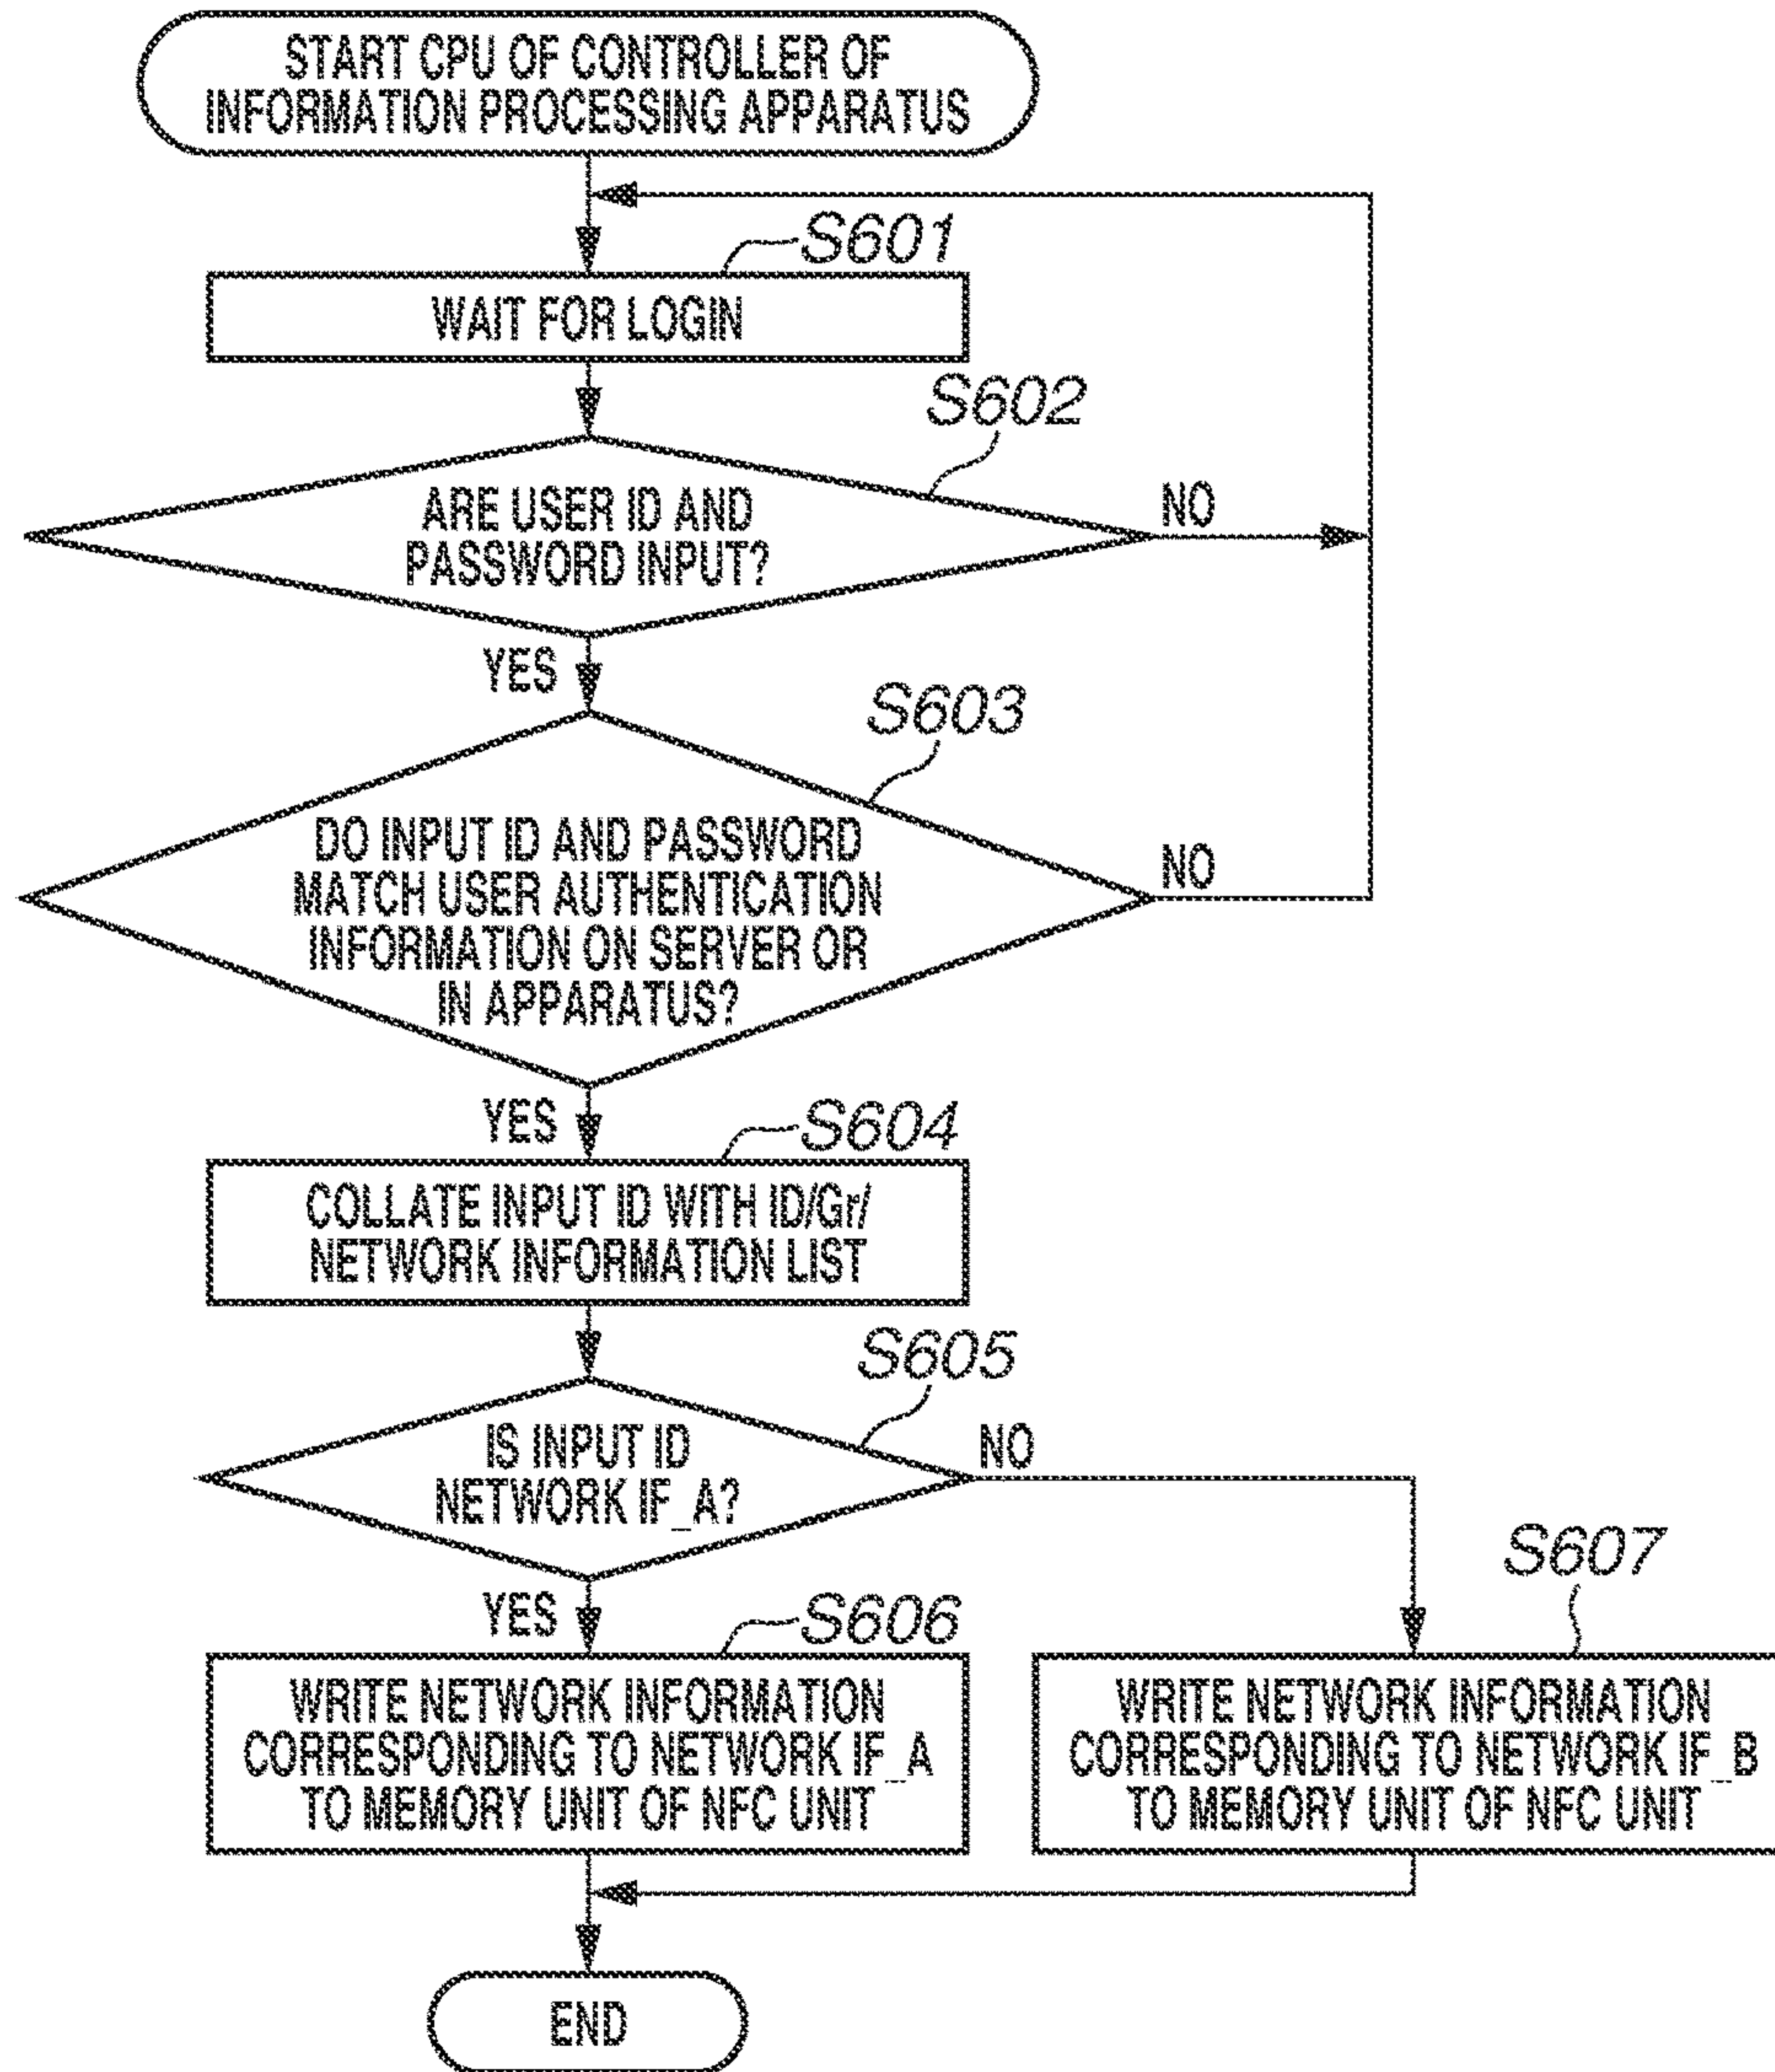 START CPU OF CONTROLLER OF
INFORMATION PROCESSING APPARATUS
S601
WAIT FOR LOGIN
S602
ARE USER ID AND
PASSWORD INPUT?
NO
YES
S603
DO INPUT ID AND PASSWORD
MATCH USER AUTHENTICATION
INFORMATION ON SERVER OR
IN APPARATUS?
NO
YES
S604
COLLATE INPUT ID WITH ID/Gr/
NETWORK INFORMATION LIST
S605
IS INPUT ID
NETWORK IF_A?
NO
YES
S606
WRITE NETWORK INFORMATION
CORRESPONDING TO NETWORK IF_A
TO MEMORY UNIT OF NFC UNIT
S607
WRITE NETWORK INFORMATION
CORRESPONDING TO NETWORK IF_B
TO MEMORY UNIT OF NFC UNIT
END